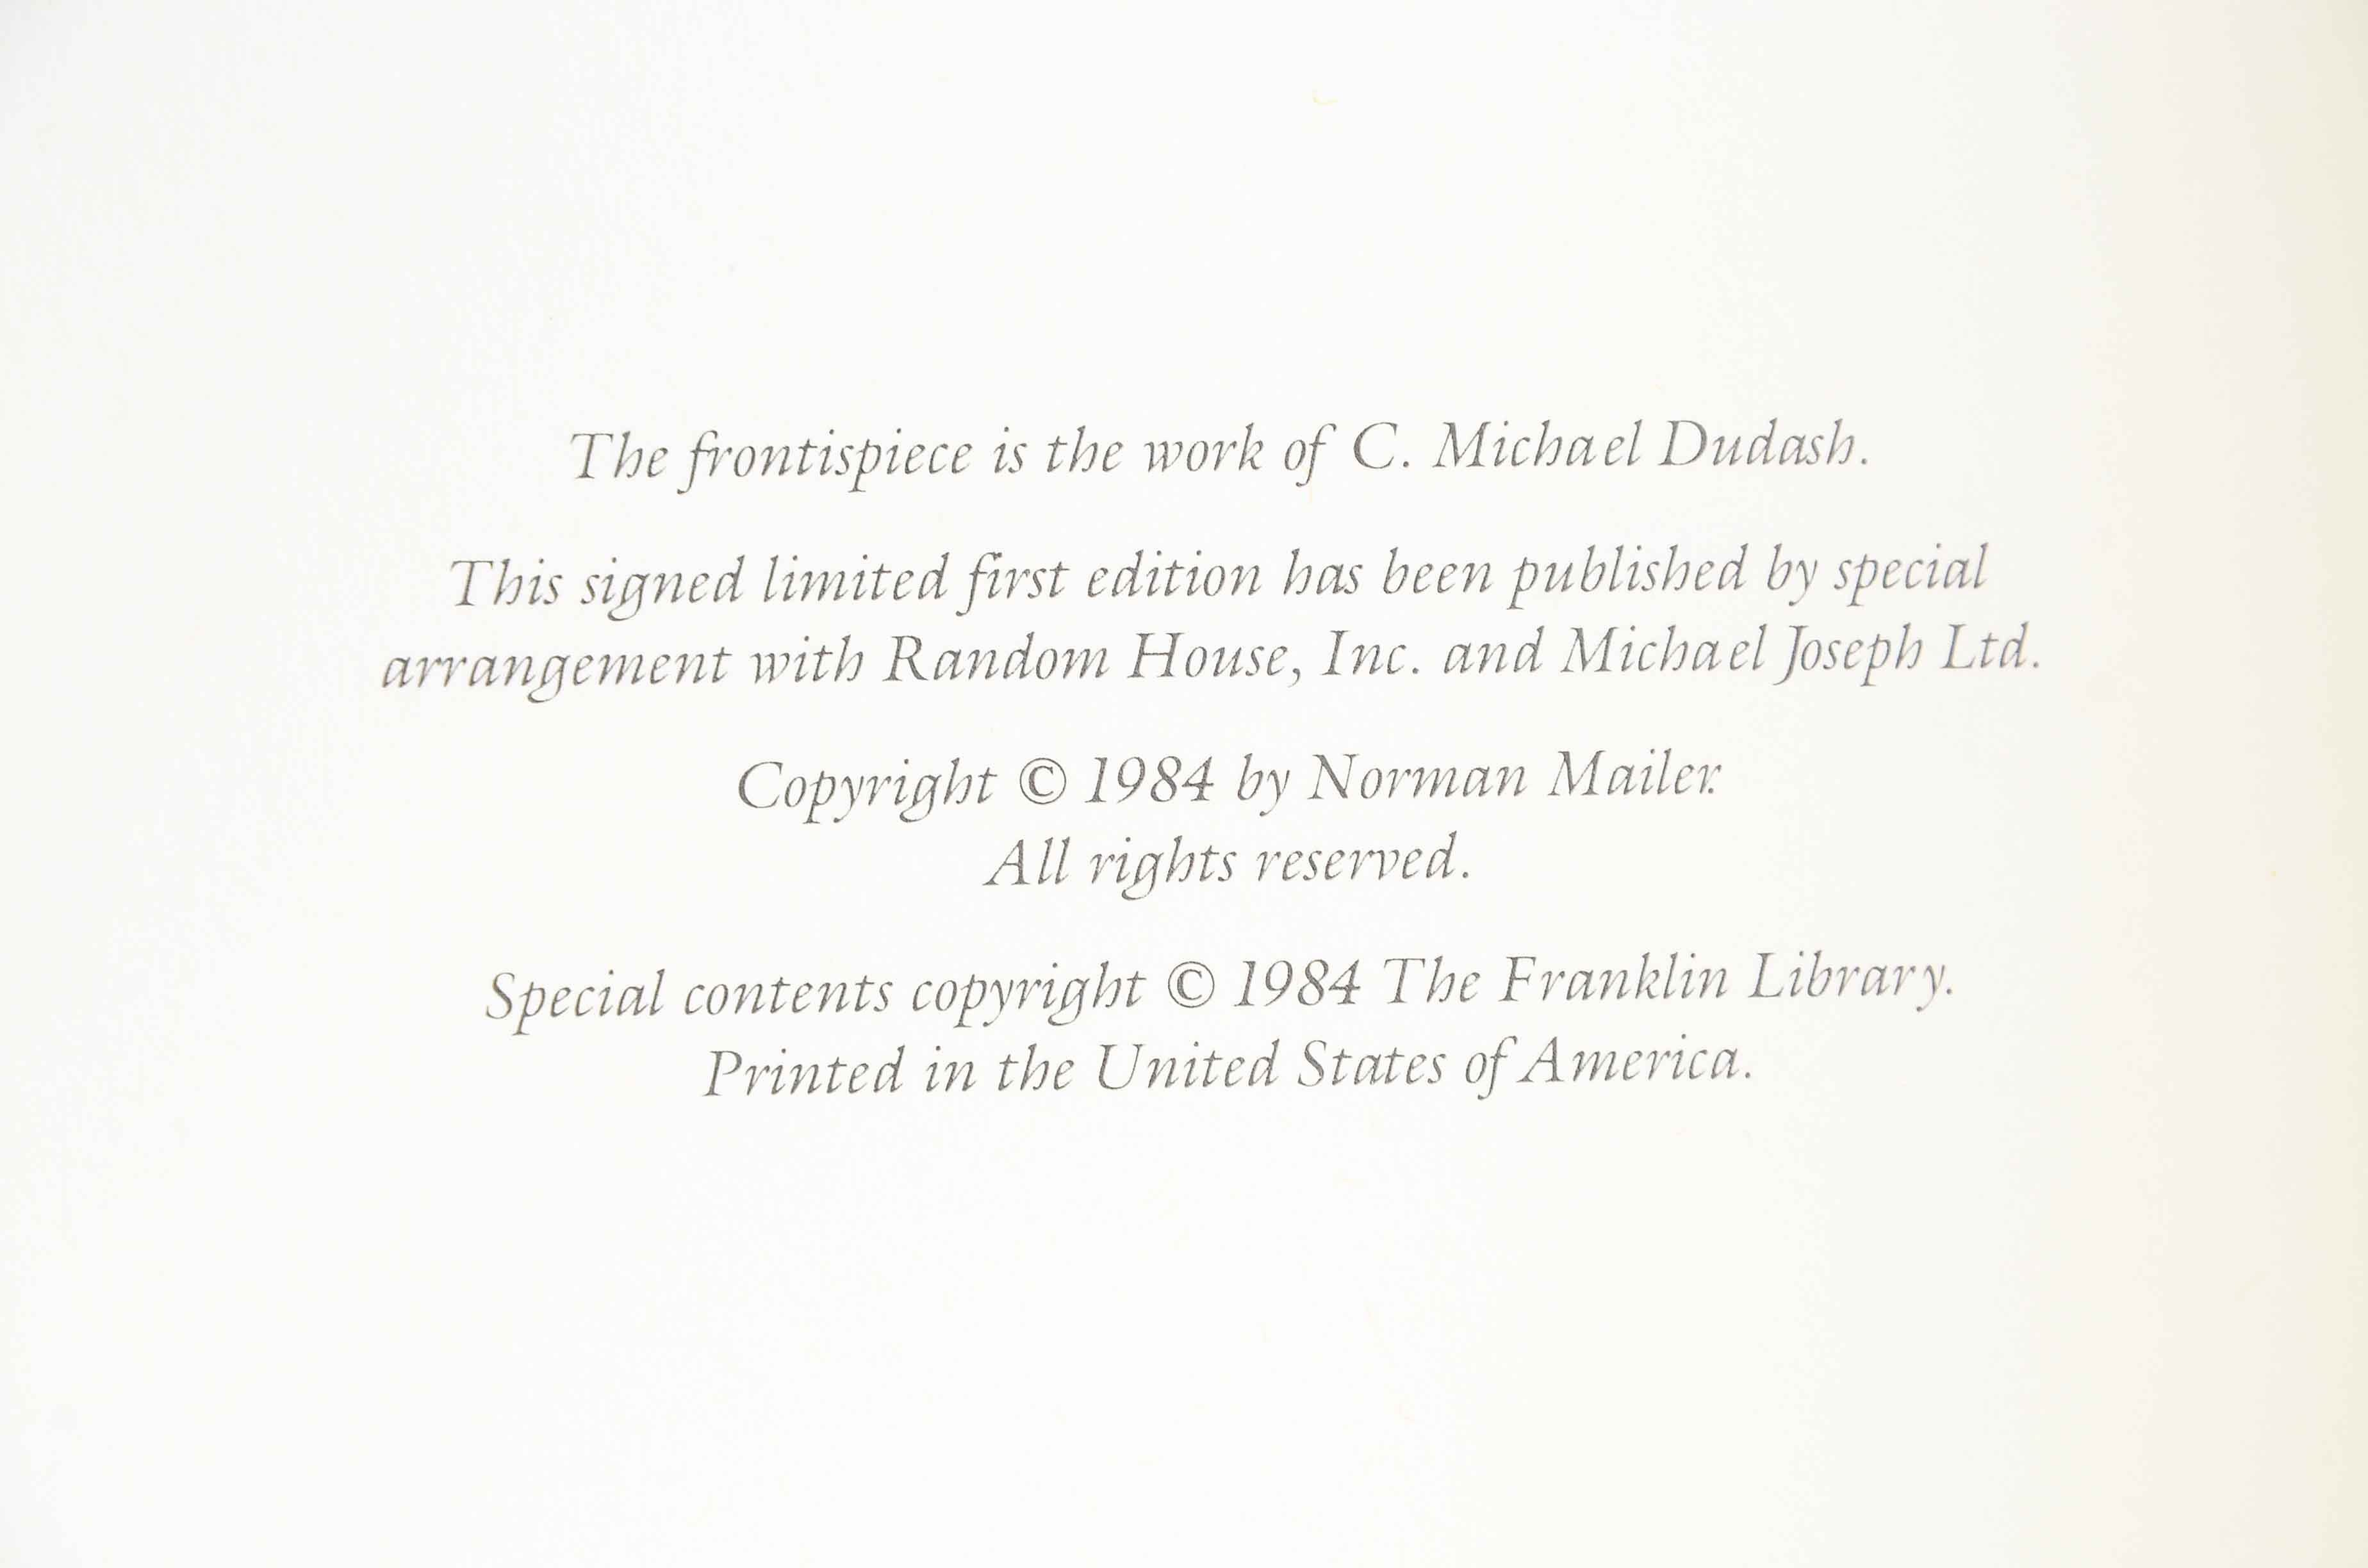 The frontispiece is the work of C. Michael Dudash.
This signed limited first edition has been published by special
arrangement with Random House, Inc. and Michael Joseph Ltd.
Copyright © 1984 by Norman Mailer.
All rights reserved.
Special contents copyright © 1984 The Franklin Library.
Printed in the United States of America.